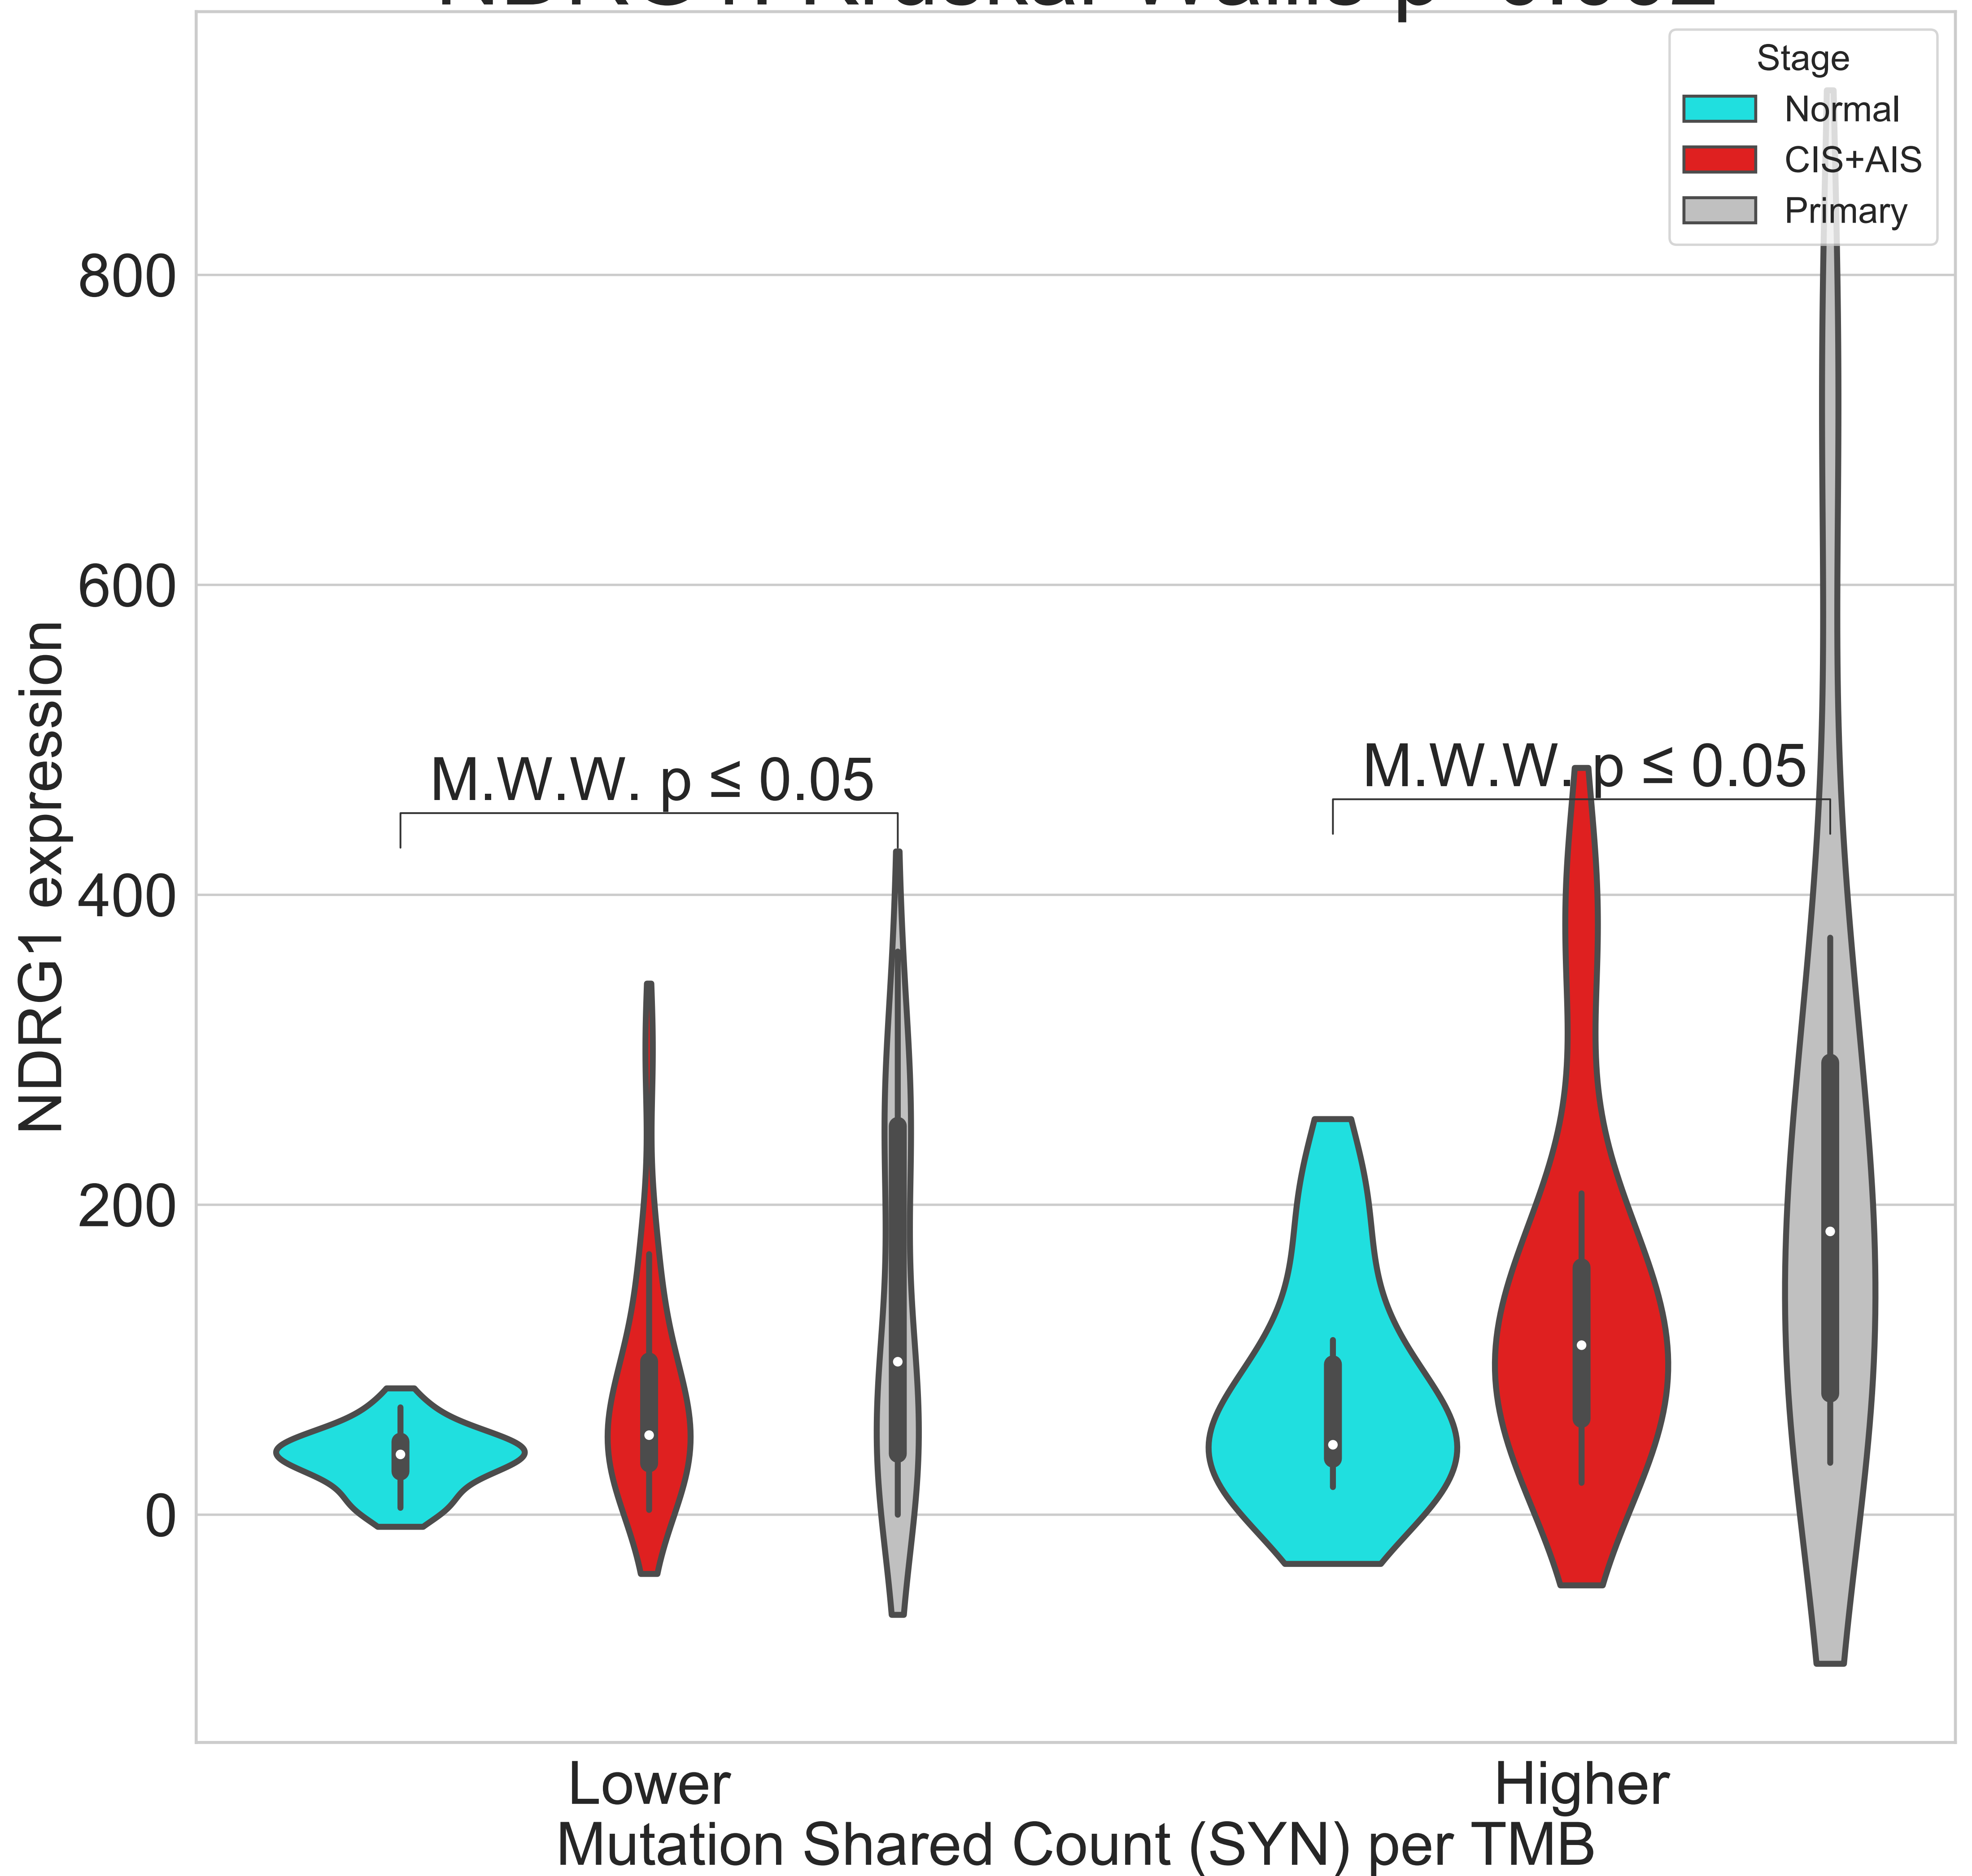 Stage
Normal
CIS+AIS
Primary
800
600
400
200
0
NDRG1 expression
M.W.W. p ≤ 0.05
M.W.W. p ≤ 0.05
Lower
Higher
Mutation Shared Count (SYN) per TMB